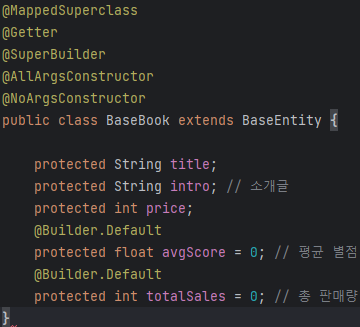 @MappedSuperclass
@Getter
@SuperBuilder
@AllArgsConstructor
@NoArgsConstructor
public class BaseBook extends BaseEntity {
protected String title;
protected String intro; // 소개글
protected int price;
@Builder.Default
protected float avgScore = 0; // 평균 별점
@Builder.Default
protected int totalSales = 0; // 총 판매량
}